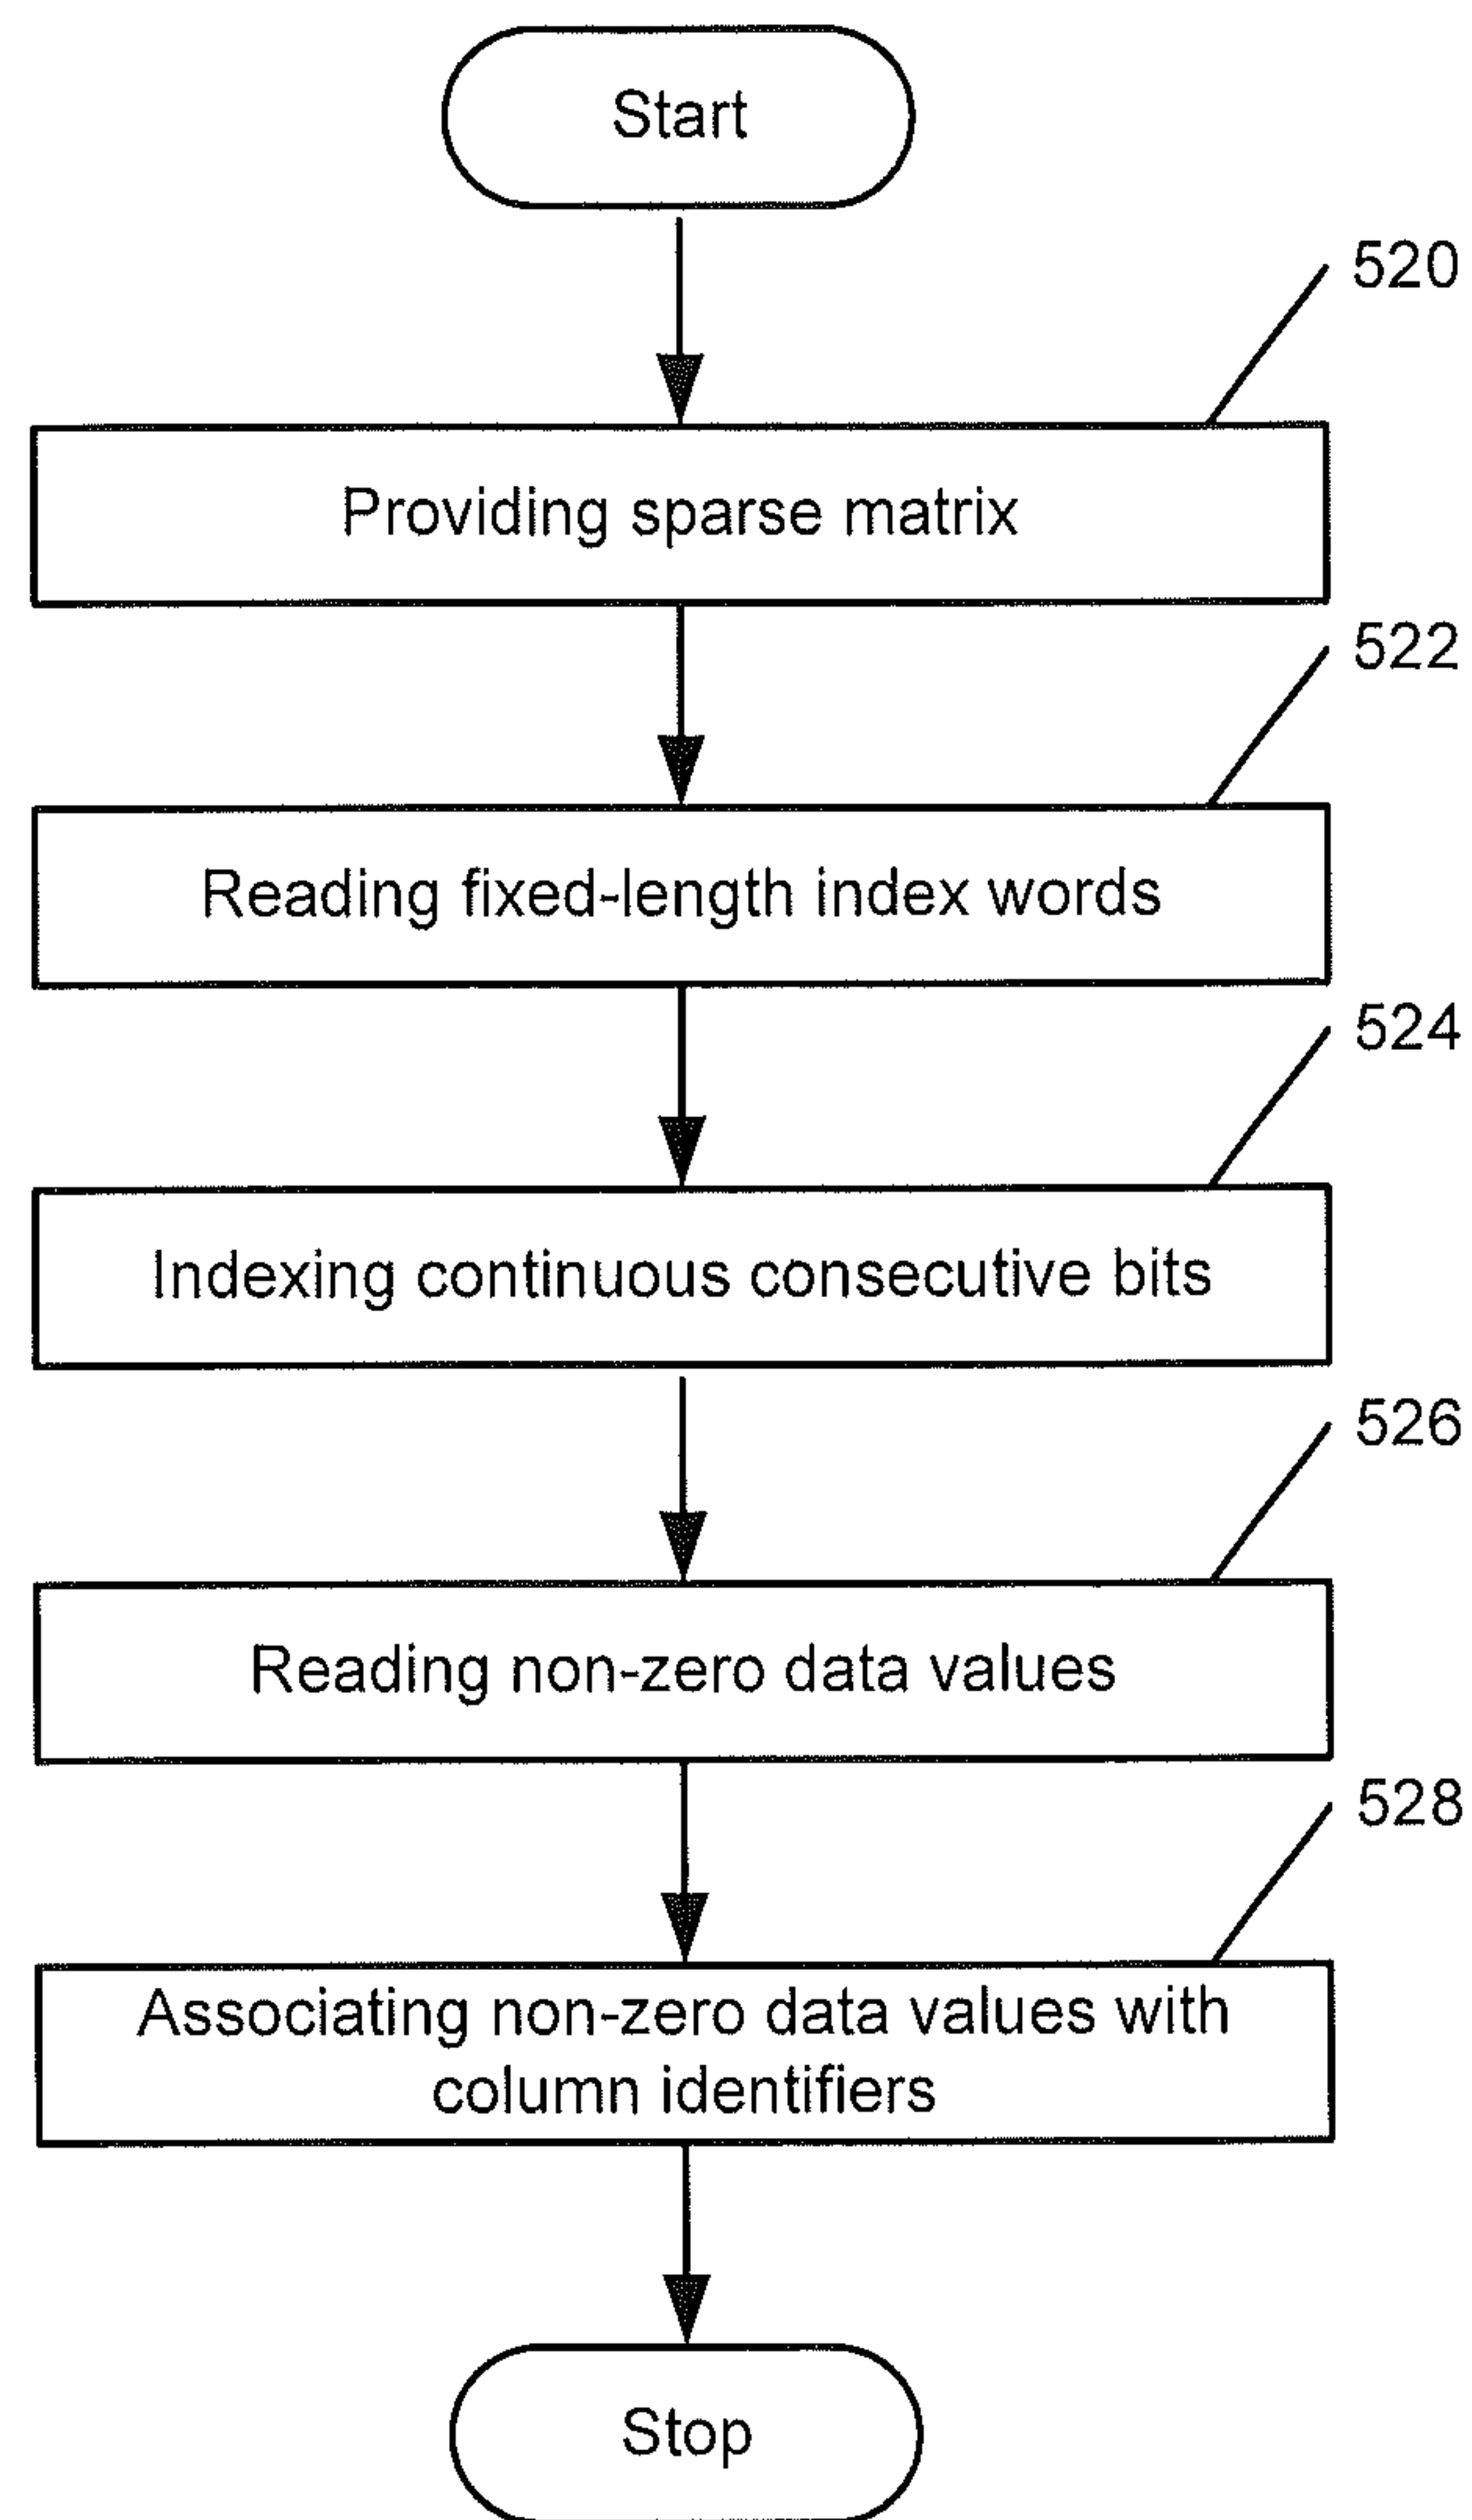 Start
520
Providing sparse matrix
522
Reading fixed-length index words
524
Indexing continuous consecutive bits
526
Reading non-zero data values
528
Associating non-zero data values with
column identifiers
Stop